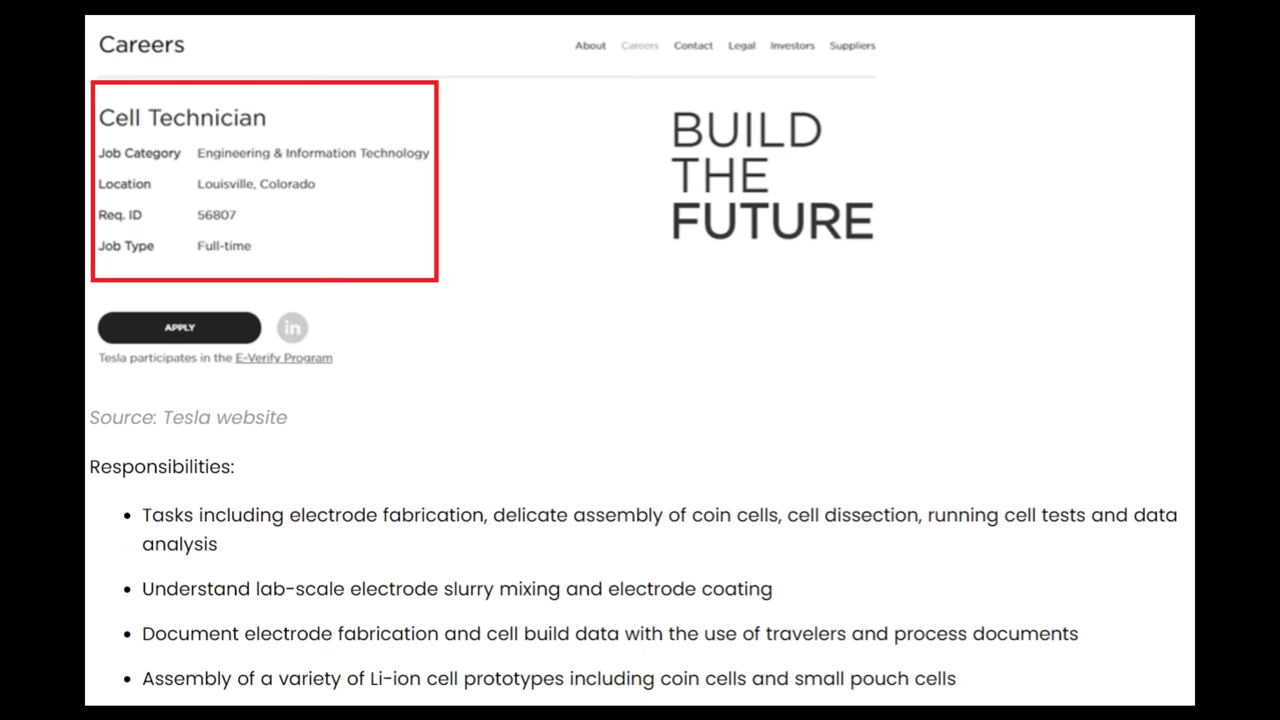 Careers
About Careers Contact Legal Investors Suppliers
Cell Technician
Job Category Engineering & Information Technology
Location Louisville, Colorado
Req. ID 56807
Job Type Full-time
BUILD
THE
FUTURE
APPLY
in
Tesla participates in the E-Verify Program
Source: Tesla website
Responsibilities:
• Tasks including electrode fabrication, delicate assembly of coin cells, cell dissection, running cell tests and data
analysis
• Understand lab-scale electrode slurry mixing and electrode coating
• Document electrode fabrication and cell build data with the use of travelers and process documents
• Assembly of a variety of Li-ion cell prototypes including coin cells and small pouch cells